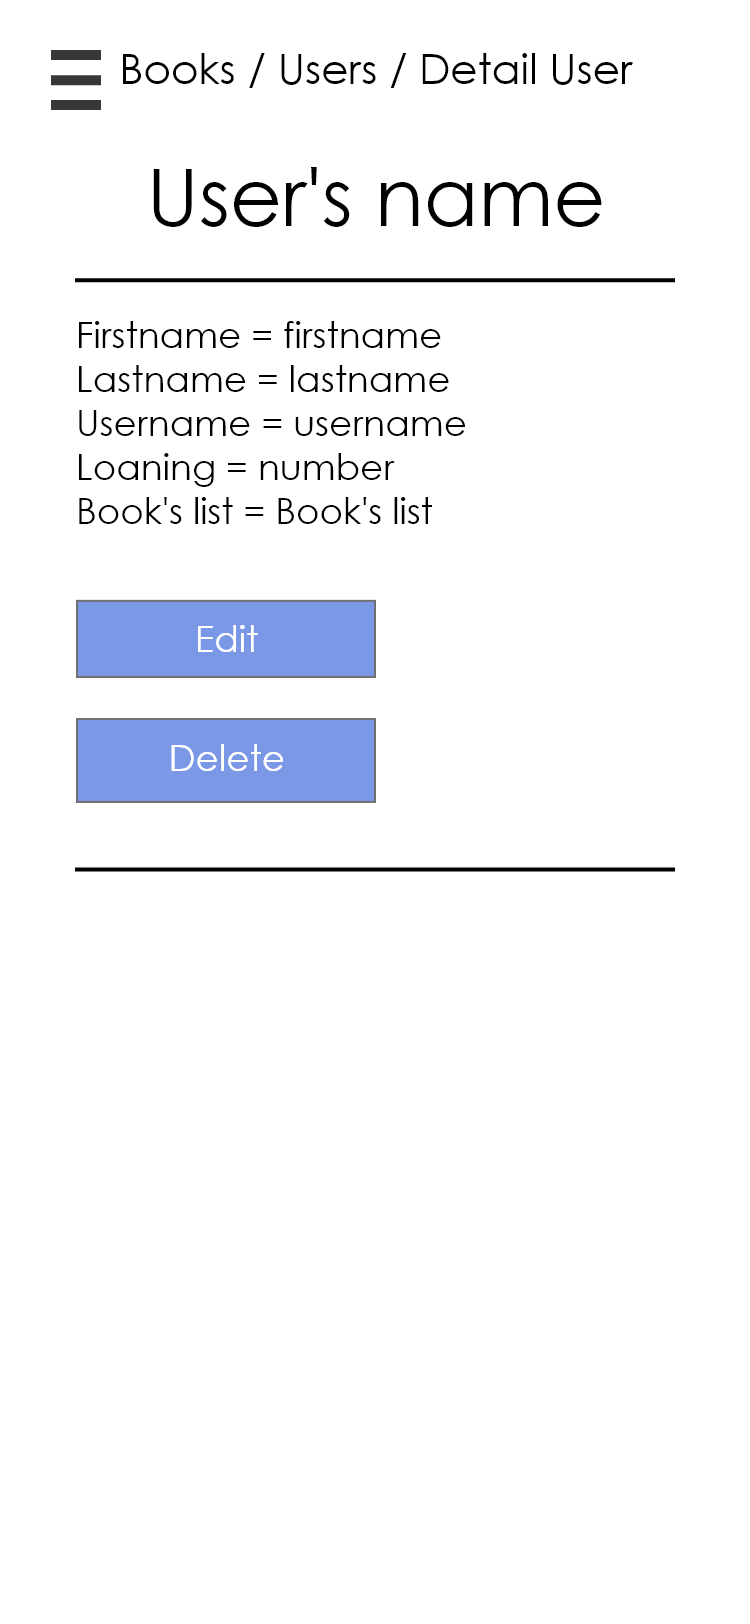 Books / Users / Detail User
User's name
Firstname = firstname
Lastname = lastname
Username = username
Loaning = number
Book's list = Book's list
Edit
Delete